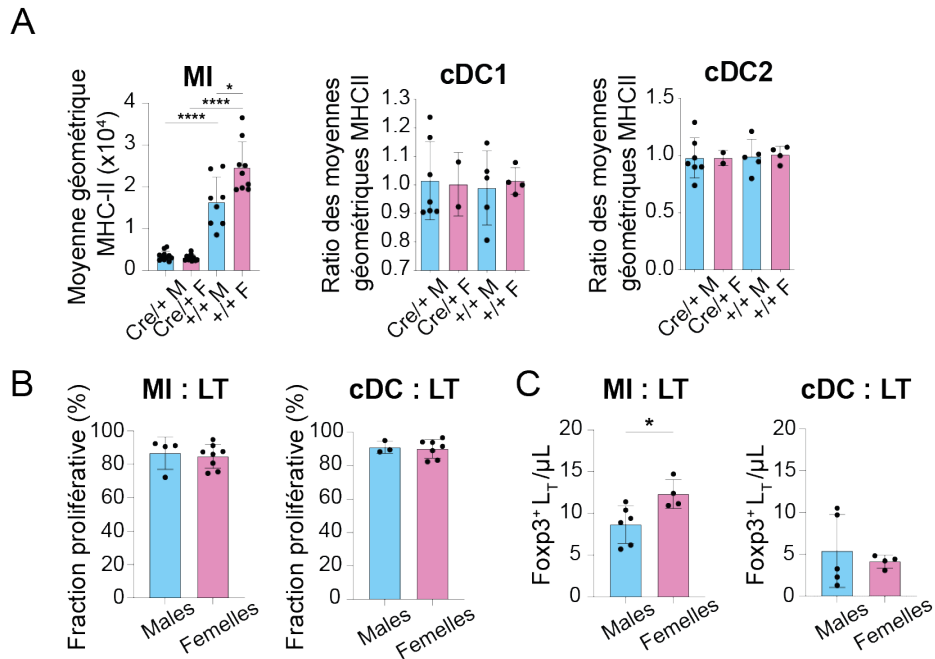 A
MI
Moyenne géométrique
MHC-II (x10⁴)
4
3
2
1
0
****
****
*
Cre/+ M
Cre/+ F
+/+ M
+/+ F
cDC1
Ratio des moyennes
géométriques MHCII
1.3
1.2
1.1
1.0
0.9
0.8
0.7
Cre/+ M
Cre/+ F
+/+ M
+/+ F
cDC2
Ratio des moyennes
géométriques MHCII
1.5
1.0
0.5
0.0
Cre/+ M
Cre/+ F
+/+ M
+/+ F
B
MI : LT
Fraction proliférative (%)
100
80
60
40
20
0
Males
Femelles
cDC : LT
Fraction proliférative (%)
100
80
60
40
20
0
Males
Femelles
C
MI : LT
Foxp3⁺ L_T/µL
20
15
10
5
0
*
Males
Femelles
cDC : LT
Foxp3⁺ L_T/µL
20
15
10
5
0
Males
Femelles